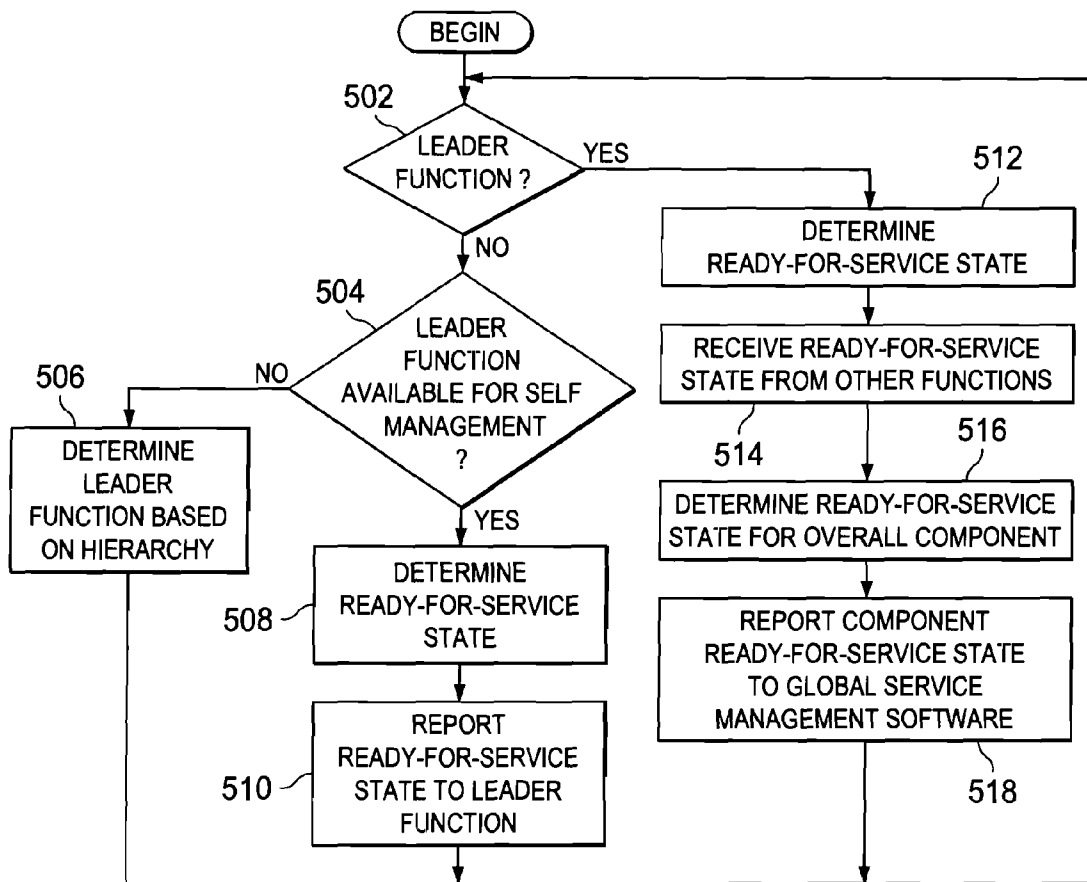 BEGIN
502
LEADER
FUNCTION ?
YES
NO
512
DETERMINE
READY-FOR-SERVICE STATE
504
LEADER
FUNCTION
AVAILABLE FOR SELF
MANAGEMENT
?
NO
YES
506
DETERMINE
LEADER
FUNCTION BASED
ON HIERARCHY
RECEIVE READY-FOR-SERVICE
STATE FROM OTHER FUNCTIONS
514
516
DETERMINE READY-FOR-SERVICE
STATE FOR OVERALL COMPONENT
508
DETERMINE
READY-FOR-SERVICE
STATE
REPORT COMPONENT
READY-FOR-SERVICE STATE
TO GLOBAL SERVICE
MANAGEMENT SOFTWARE
518
510
REPORT
READY-FOR-SERVICE
STATE TO LEADER
FUNCTION